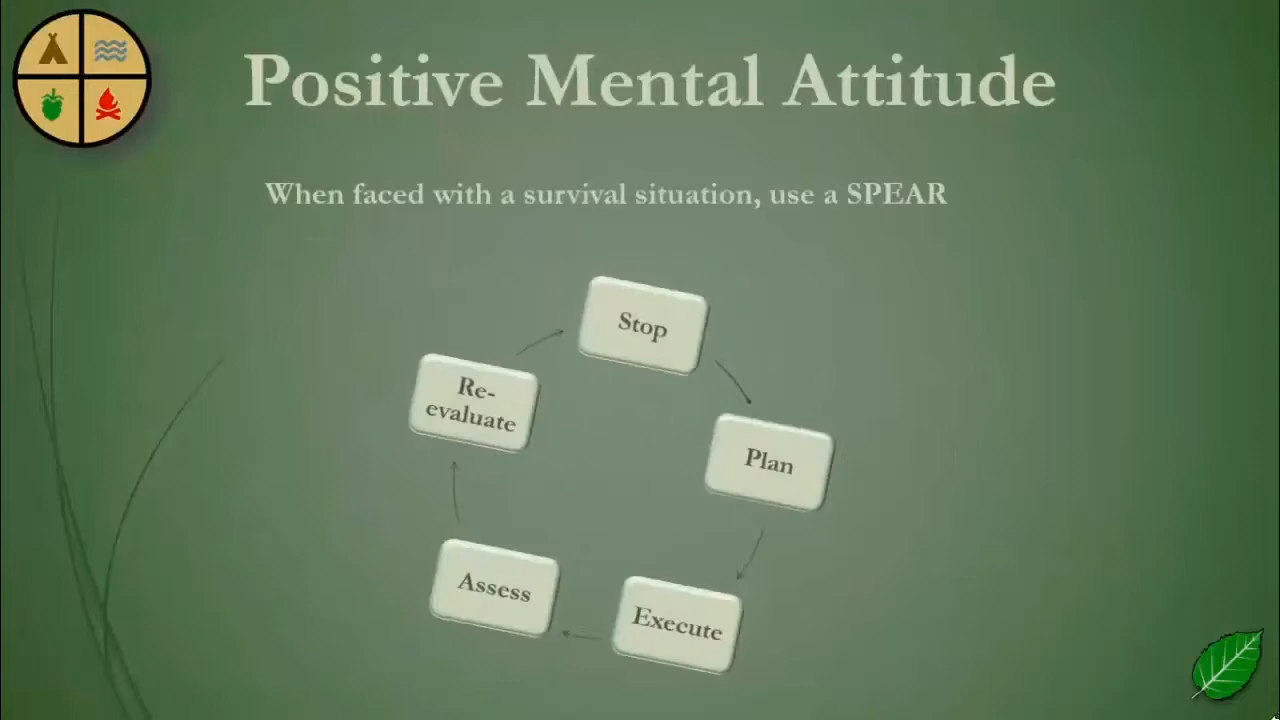 Positive Mental Attitude
When faced with a survival situation, use a SPEAR
Stop
Plan
Execute
Assess
Re-
evaluate